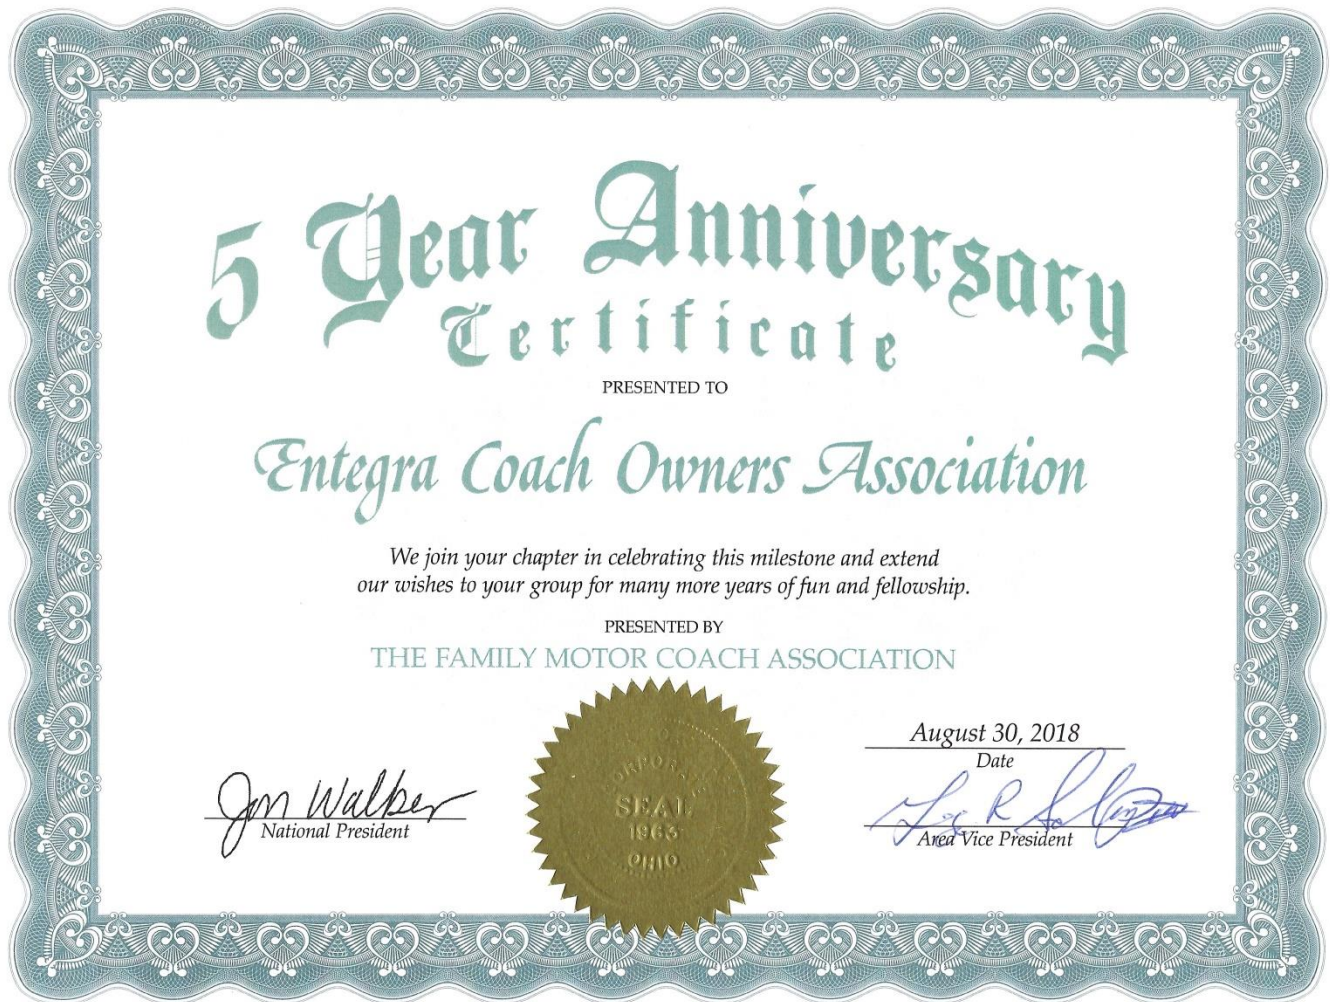 5 Year Anniversary
Certificate
PRESENTED TO
Entegra Coach Owners Association
We join your chapter in celebrating this milestone and extend
our wishes to your group for many more years of fun and fellowship.
PRESENTED BY
THE FAMILY MOTOR COACH ASSOCIATION
August 30, 2018
Date
Jon Walker
National President
Area Vice President
CORPORATE
SEAL
1963
OHIO